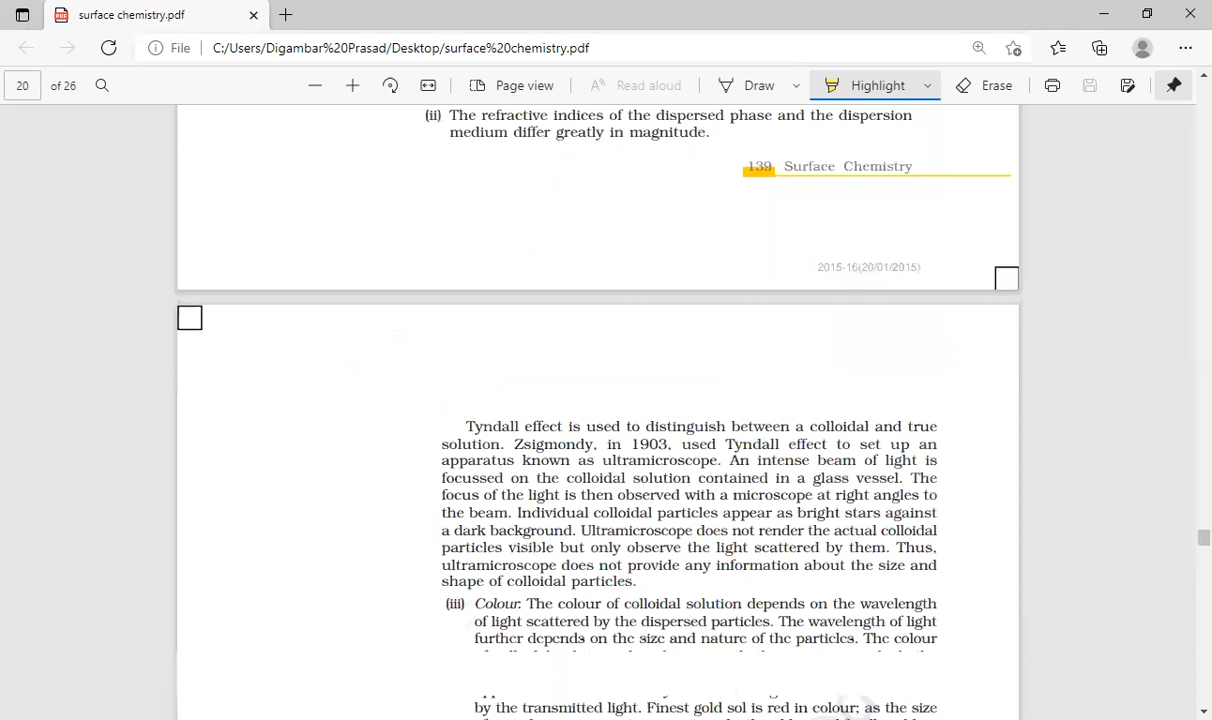 surface chemistry.pdf
File C:/Users/Digambar%20Prasad/Desktop/surface%20chemistry.pdf
20 of 26 Page view Read aloud Draw Highlight Erase
(ii) The refractive indices of the dispersed phase and the dispersion
medium differ greatly in magnitude.
139 Surface Chemistry
2015-16(20/01/2015)
Tyndall effect is used to distinguish between a colloidal and true
solution. Zsigmondy, in 1903, used Tyndall effect to set up an
apparatus known as ultramicroscope. An intense beam of light is
focussed on the colloidal solution contained in a glass vessel. The
focus of the light is then observed with a microscope at right angles to
the beam. Individual colloidal particles appear as bright stars against
a dark background. Ultramicroscope does not render the actual colloidal
particles visible but only observe the light scattered by them. Thus,
ultramicroscope does not provide any information about the size and
shape of colloidal particles.
(iii) Colour: The colour of colloidal solution depends on the wavelength
of light scattered by the dispersed particles. The wavelength of light
further depends on the size and nature of the particles. The colour
by the transmitted light. Finest gold sol is red in colour; as the size